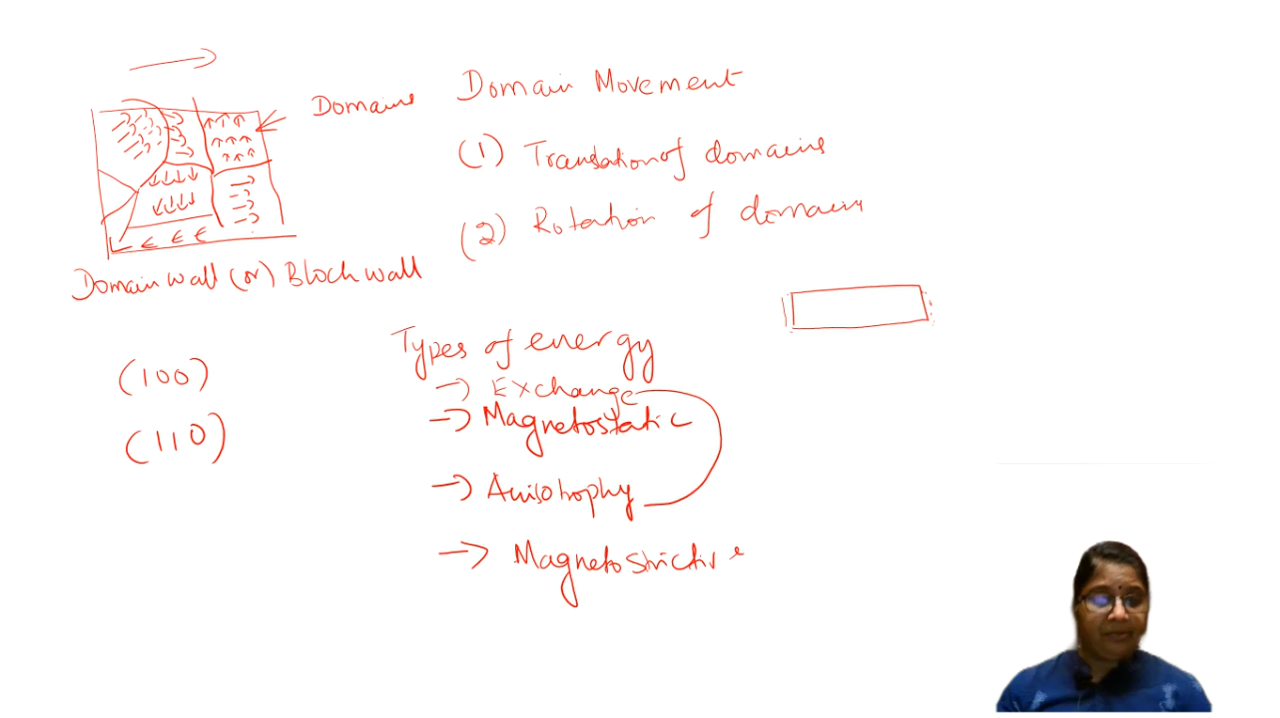 Domains
Domain Movement
(1) Translation of domains
(2) Rotation of domains
Domain wall (or) Bloch wall
Types of energy
→ Exchange
→ Magnetostatic
→ Anisotrophy
→ Magnetostrictive
(100)
(110)